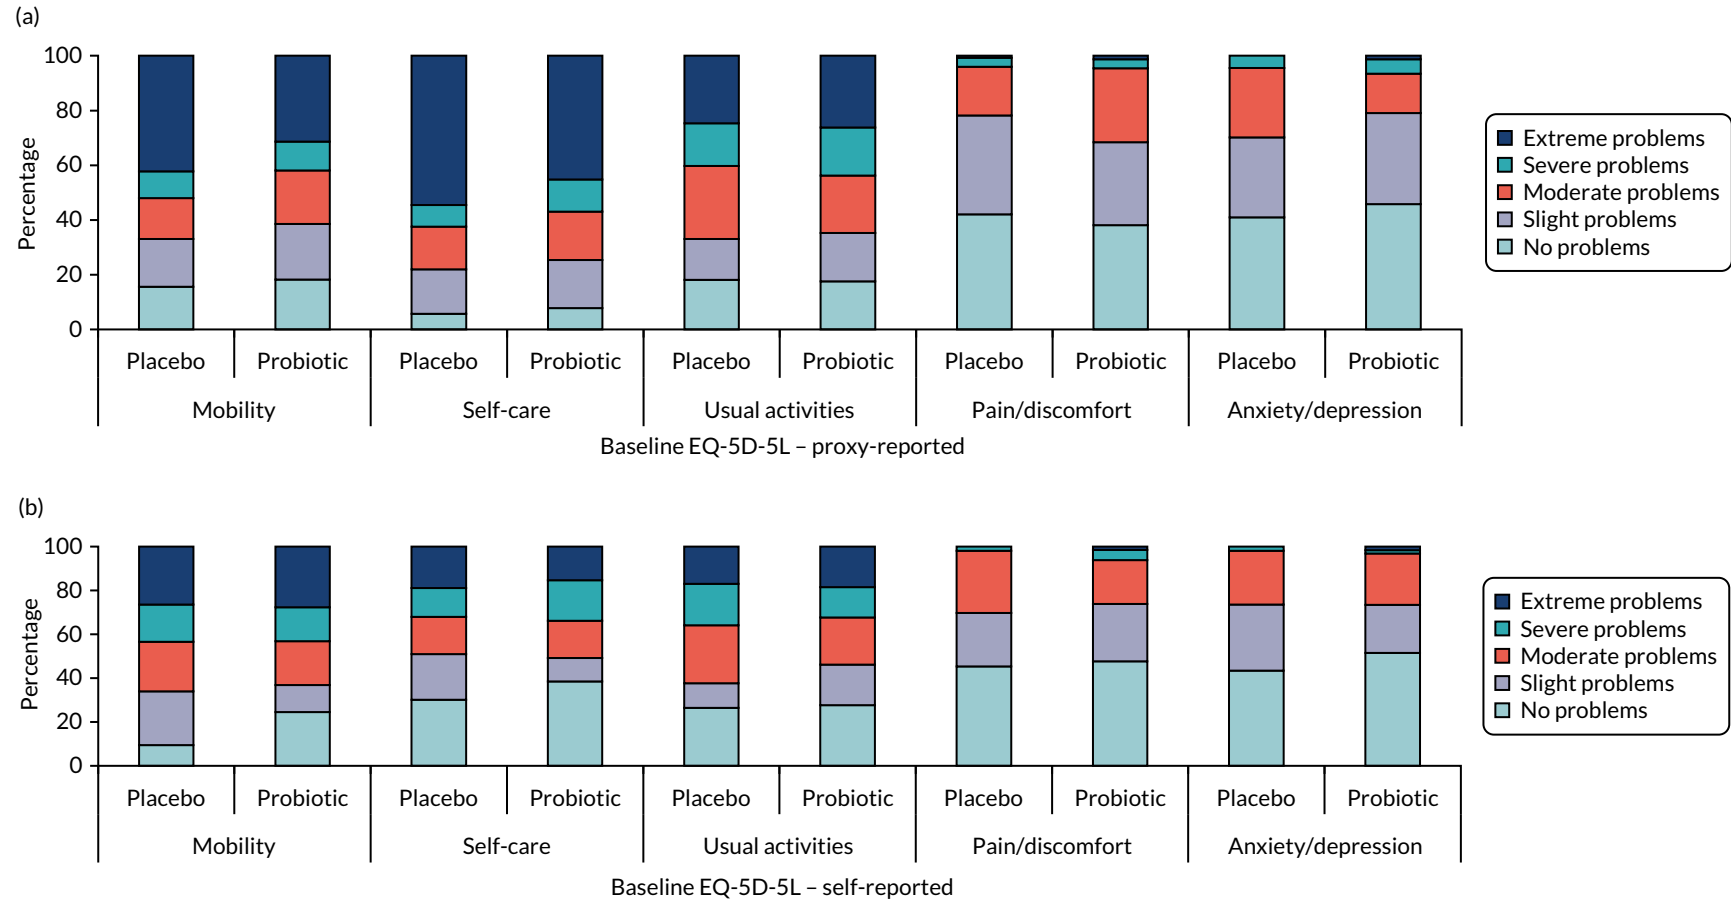 (a)
100
80
60
40
20
0
Percentage
Placebo Probiotic Placebo Probiotic Placebo Probiotic Placebo Probiotic Placebo Probiotic
Mobility Self-care Usual activities Pain/discomfort Anxiety/depression
Baseline EQ-5D-5L – proxy-reported
Extreme problems
Severe problems
Moderate problems
Slight problems
No problems
(b)
100
80
60
40
20
0
Percentage
Placebo Probiotic Placebo Probiotic Placebo Probiotic Placebo Probiotic Placebo Probiotic
Mobility Self-care Usual activities Pain/discomfort Anxiety/depression
Baseline EQ-5D-5L – self-reported
Extreme problems
Severe problems
Moderate problems
Slight problems
No problems